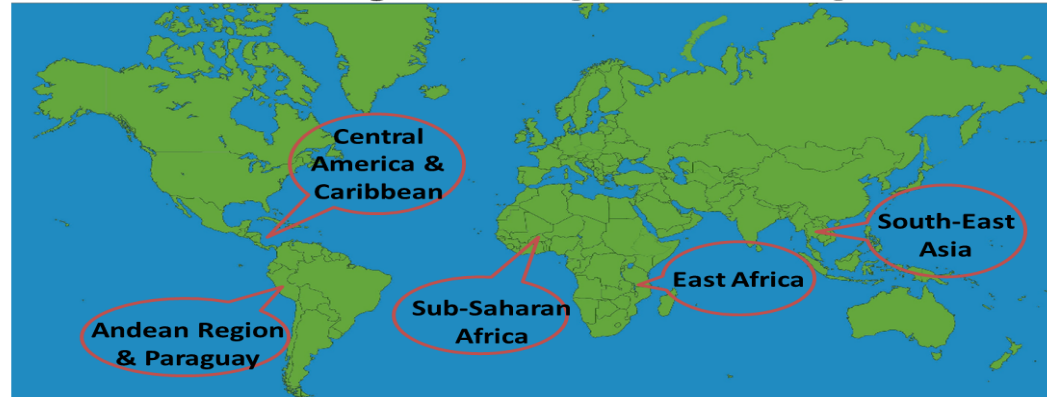 Central
America &
Caribbean
South-East
Asia
East Africa
Sub-Saharan
Africa
Andean Region
& Paraguay